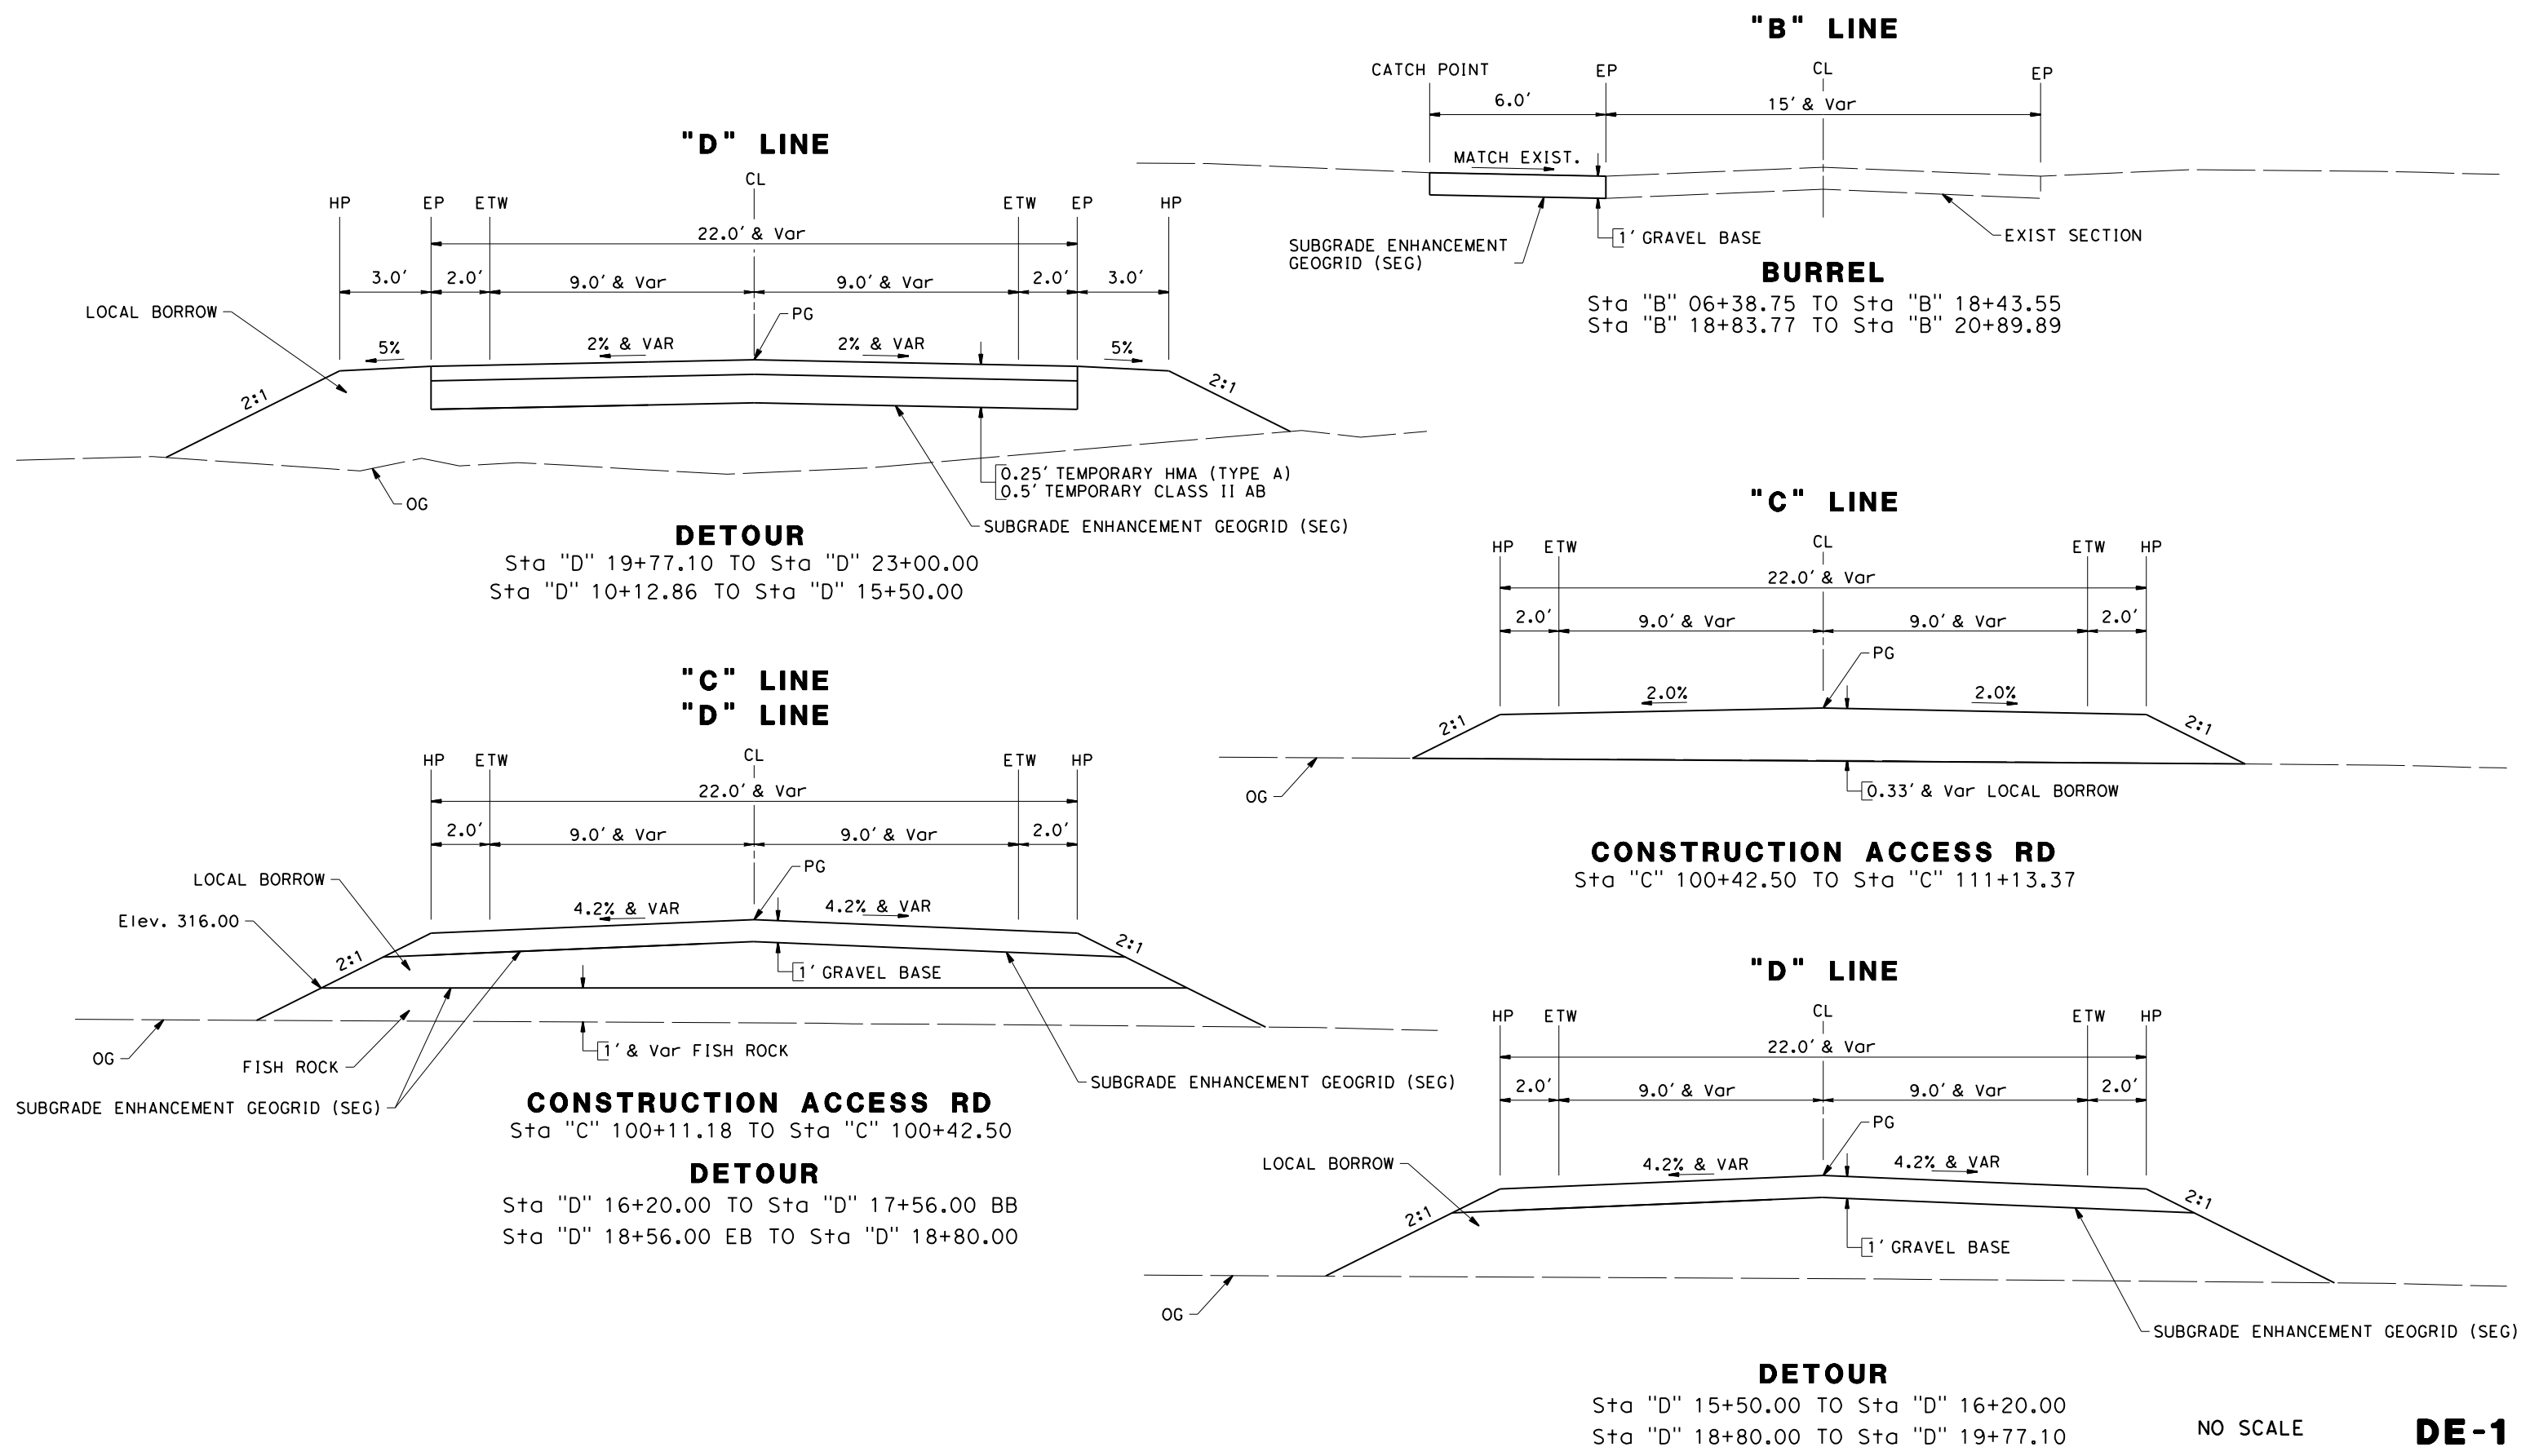 "B" LINE
CATCH POINT EP CL EP
6.0' 15' & Var
MATCH EXIST.
SUBGRADE ENHANCEMENT
GEOGRID (SEG)
1' GRAVEL BASE
EXIST SECTION
BURREL
Sta "B" 06+38.75 TO Sta "B" 18+43.55
Sta "B" 18+83.77 TO Sta "B" 20+89.89
"D" LINE
CL
HP EP ETW ETW EP HP
22.0' & Var
3.0' 2.0' 9.0' & Var 9.0' & Var 2.0' 3.0'
LOCAL BORROW
PG
5% 2% & VAR 2% & VAR 5%
2:1 2:1
0.25' TEMPORARY HMA (TYPE A)
0.5' TEMPORARY CLASS II AB
OG
SUBGRADE ENHANCEMENT GEOGRID (SEG)
DETOUR
Sta "D" 19+77.10 TO Sta "D" 23+00.00
Sta "D" 10+12.86 TO Sta "D" 15+50.00
"C" LINE
HP ETW CL ETW HP
22.0' & Var
2.0' 9.0' & Var 9.0' & Var 2.0'
PG
2.0% 2.0%
2:1 2:1
OG
0.33' & Var LOCAL BORROW
CONSTRUCTION ACCESS RD
Sta "C" 100+42.50 TO Sta "C" 111+13.37
"C" LINE
"D" LINE
HP ETW CL ETW HP
22.0' & Var
2.0' 9.0' & Var 9.0' & Var 2.0'
PG
LOCAL BORROW
4.2% & VAR 4.2% & VAR
Elev. 316.00
2:1 2:1
1' GRAVEL BASE
1' & Var FISH ROCK
OG
FISH ROCK
SUBGRADE ENHANCEMENT GEOGRID (SEG)
SUBGRADE ENHANCEMENT GEOGRID (SEG)
CONSTRUCTION ACCESS RD
Sta "C" 100+11.18 TO Sta "C" 100+42.50
DETOUR
Sta "D" 16+20.00 TO Sta "D" 17+56.00 BB
Sta "D" 18+56.00 EB TO Sta "D" 18+80.00
"D" LINE
HP ETW CL ETW HP
22.0' & Var
2.0' 9.0' & Var 9.0' & Var 2.0'
PG
LOCAL BORROW
4.2% & VAR 4.2% & VAR
2:1 2:1
1' GRAVEL BASE
OG
SUBGRADE ENHANCEMENT GEOGRID (SEG)
DETOUR
Sta "D" 15+50.00 TO Sta "D" 16+20.00
Sta "D" 18+80.00 TO Sta "D" 19+77.10
NO SCALE
DE-1